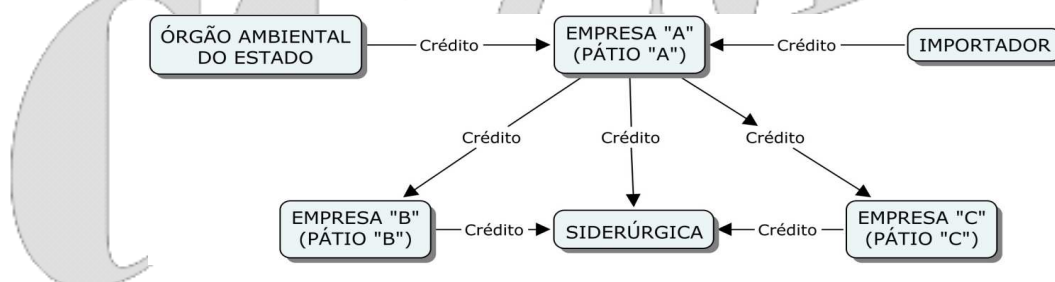 ÓRGÃO AMBIENTAL
DO ESTADO
Crédito
EMPRESA "A"
(PÁTIO "A")
Crédito
IMPORTADOR
Crédito
Crédito
Crédito
EMPRESA "B"
(PÁTIO "B")
Crédito
SIDERÚRGICA
Crédito
EMPRESA "C"
(PÁTIO "C")